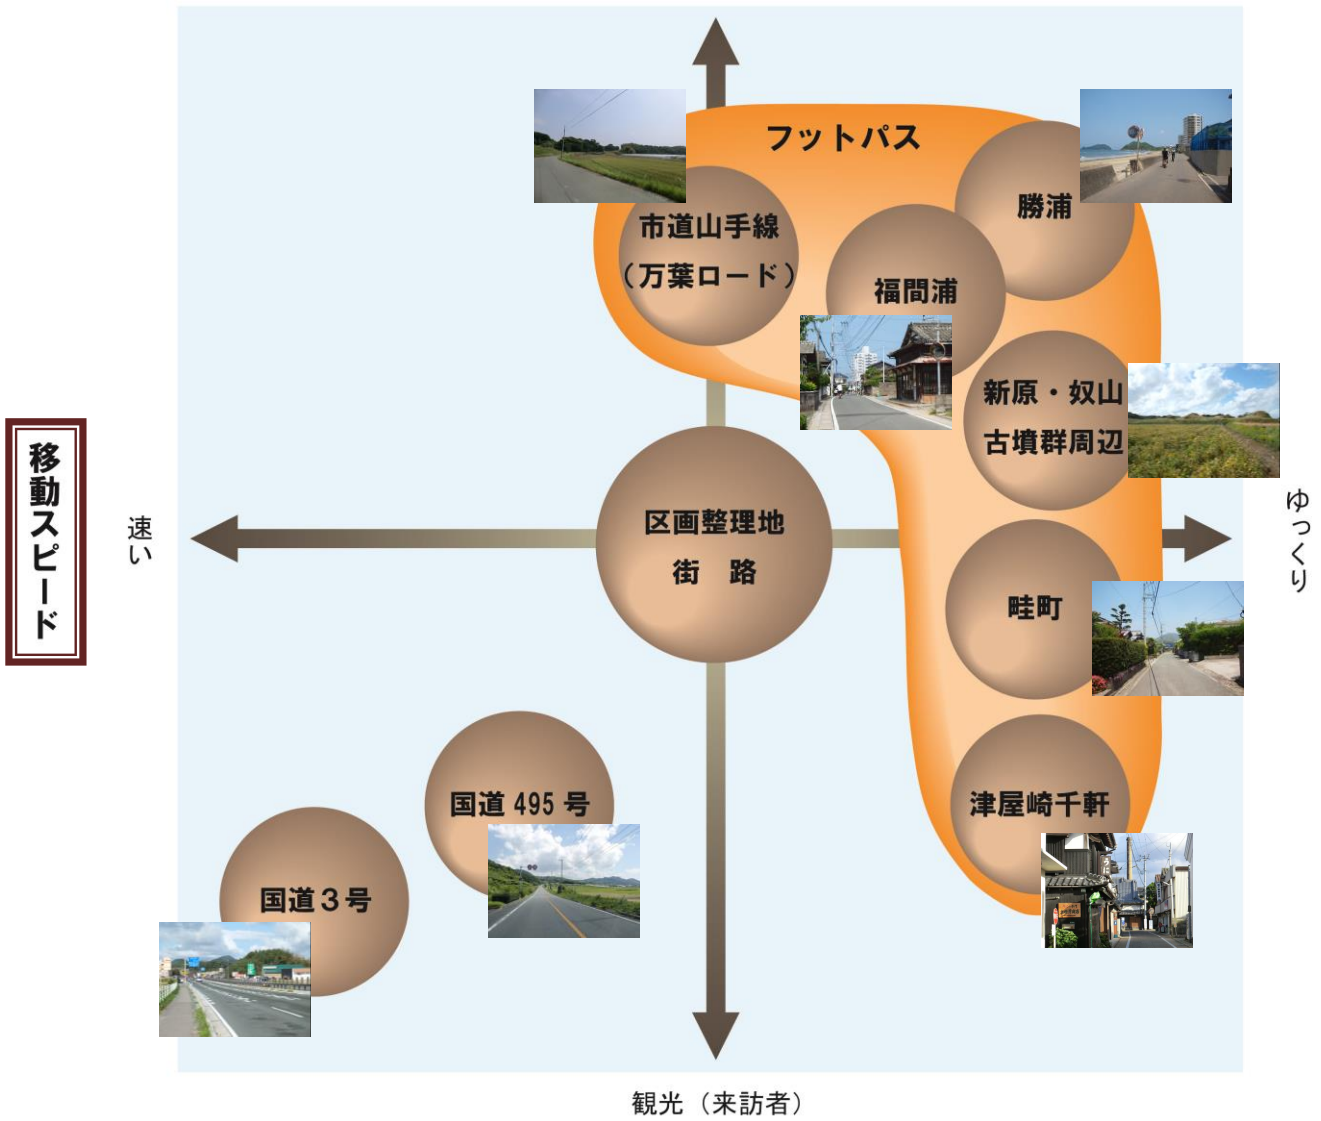 フットパス
勝浦
市道山手線
（万葉ロード）
福間浦
新原・奴山
古墳群周辺
移動スピード
速い
ゆっくり
区画整理地
街　路
畦町
国道 495 号
津屋崎千軒
国道３号
観光（来訪者）